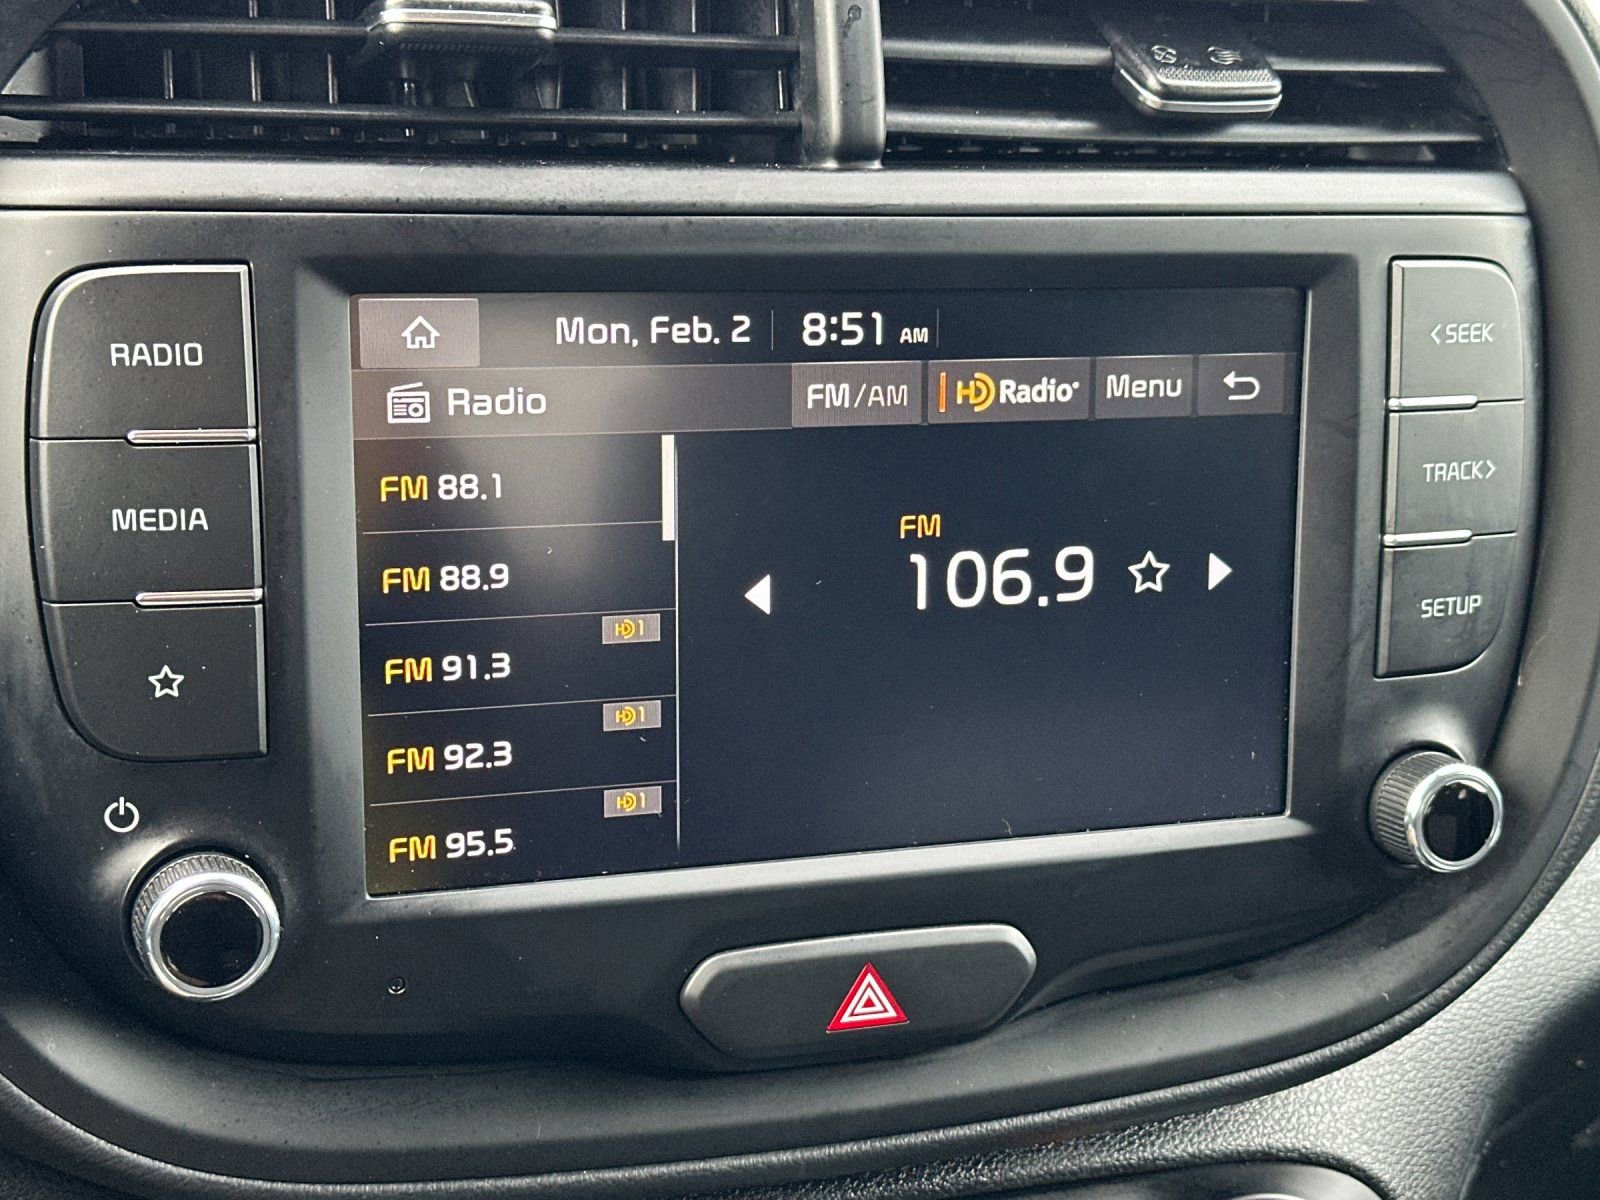 Mon, Feb. 2 8:51 AM
Radio FM/AM HD Radio Menu
RADIO
MEDIA
FM 88.1
FM 88.9
HD1
FM 91.3
HD1
FM 92.3
HD1
FM 95.5
FM
106.9
<SEEK
TRACK>
SETUP